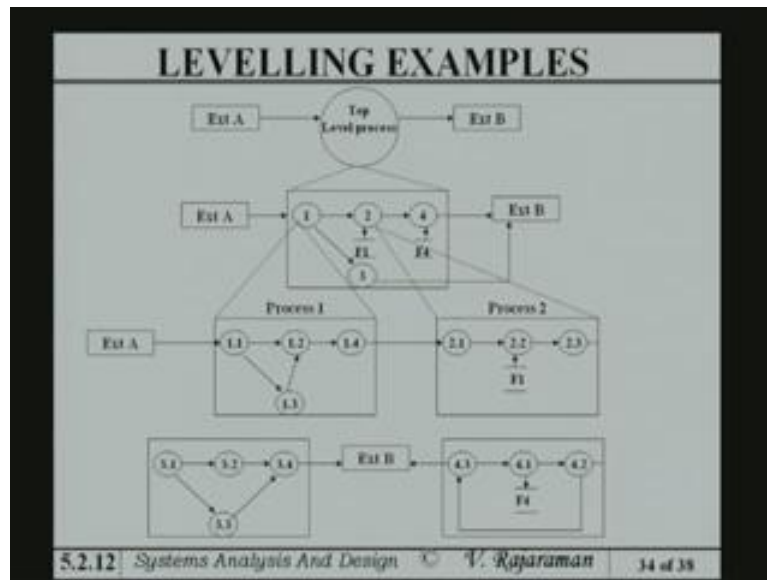 LEVELLING EXAMPLES
Ext A
Top
Level process
Ext B
Ext A
1
2
4
Ext B
F1
F4
3
Process 1
Process 2
Ext A
1.1
1.2
1.4
2.1
2.2
2.3
F1
1.3
3.1
3.2
3.4
Ext B
4.3
4.1
4.2
F4
3.3
5.2.12 Systems Analysis And Design © V. Rajaraman 34 of 38